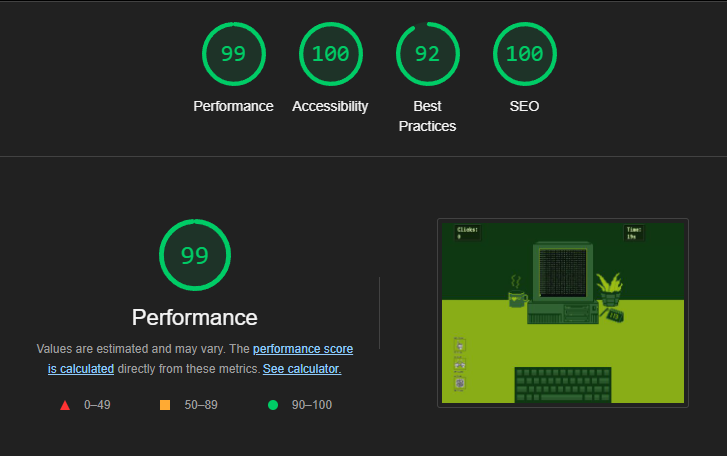 99
100
92
100
Performance
Accessibility
Best
Practices
SEO
99
Performance
Values are estimated and may vary. The performance score
is calculated directly from these metrics. See calculator.
0–49
50–89
90–100
Clicks:
0
Time:
19s